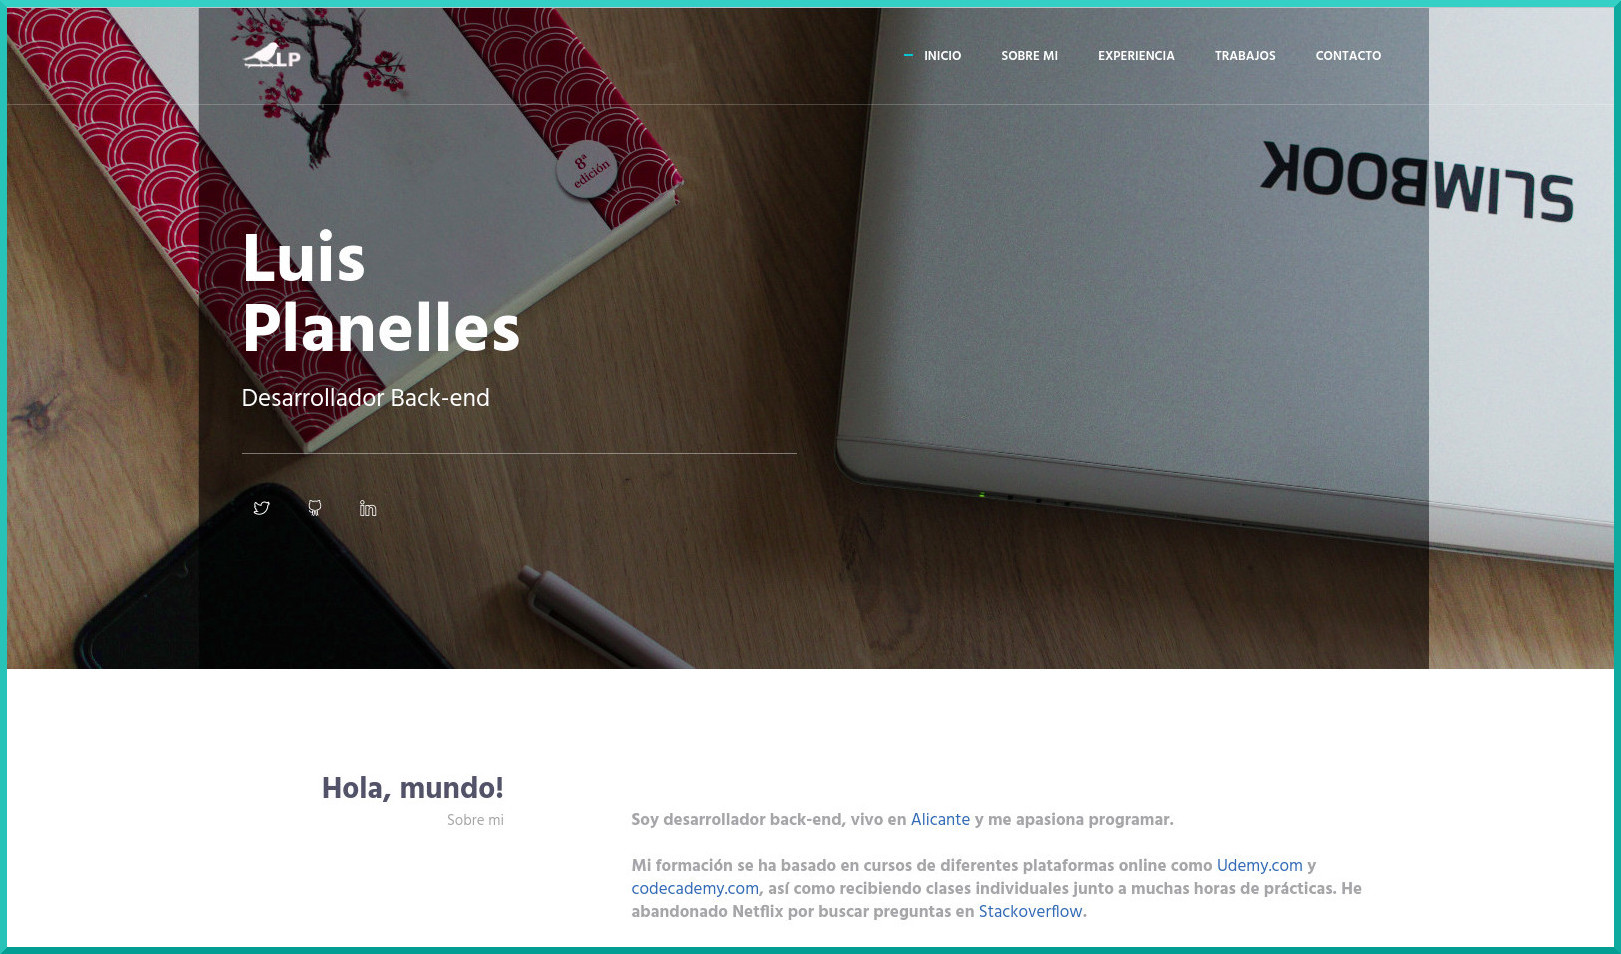 LP
INICIO SOBRE MI EXPERIENCIA TRABAJOS CONTACTO
SLIMBOOK
8ª
edición
Luis
Planelles
Desarrollador Back-end
Hola, mundo!
Sobre mi
Soy desarrollador back-end, vivo en Alicante y me apasiona programar.
Mi formación se ha basado en cursos de diferentes plataformas online como Udemy.com y
codecademy.com, así como recibiendo clases individuales junto a muchas horas de prácticas. He
abandonado Netflix por buscar preguntas en Stackoverflow.